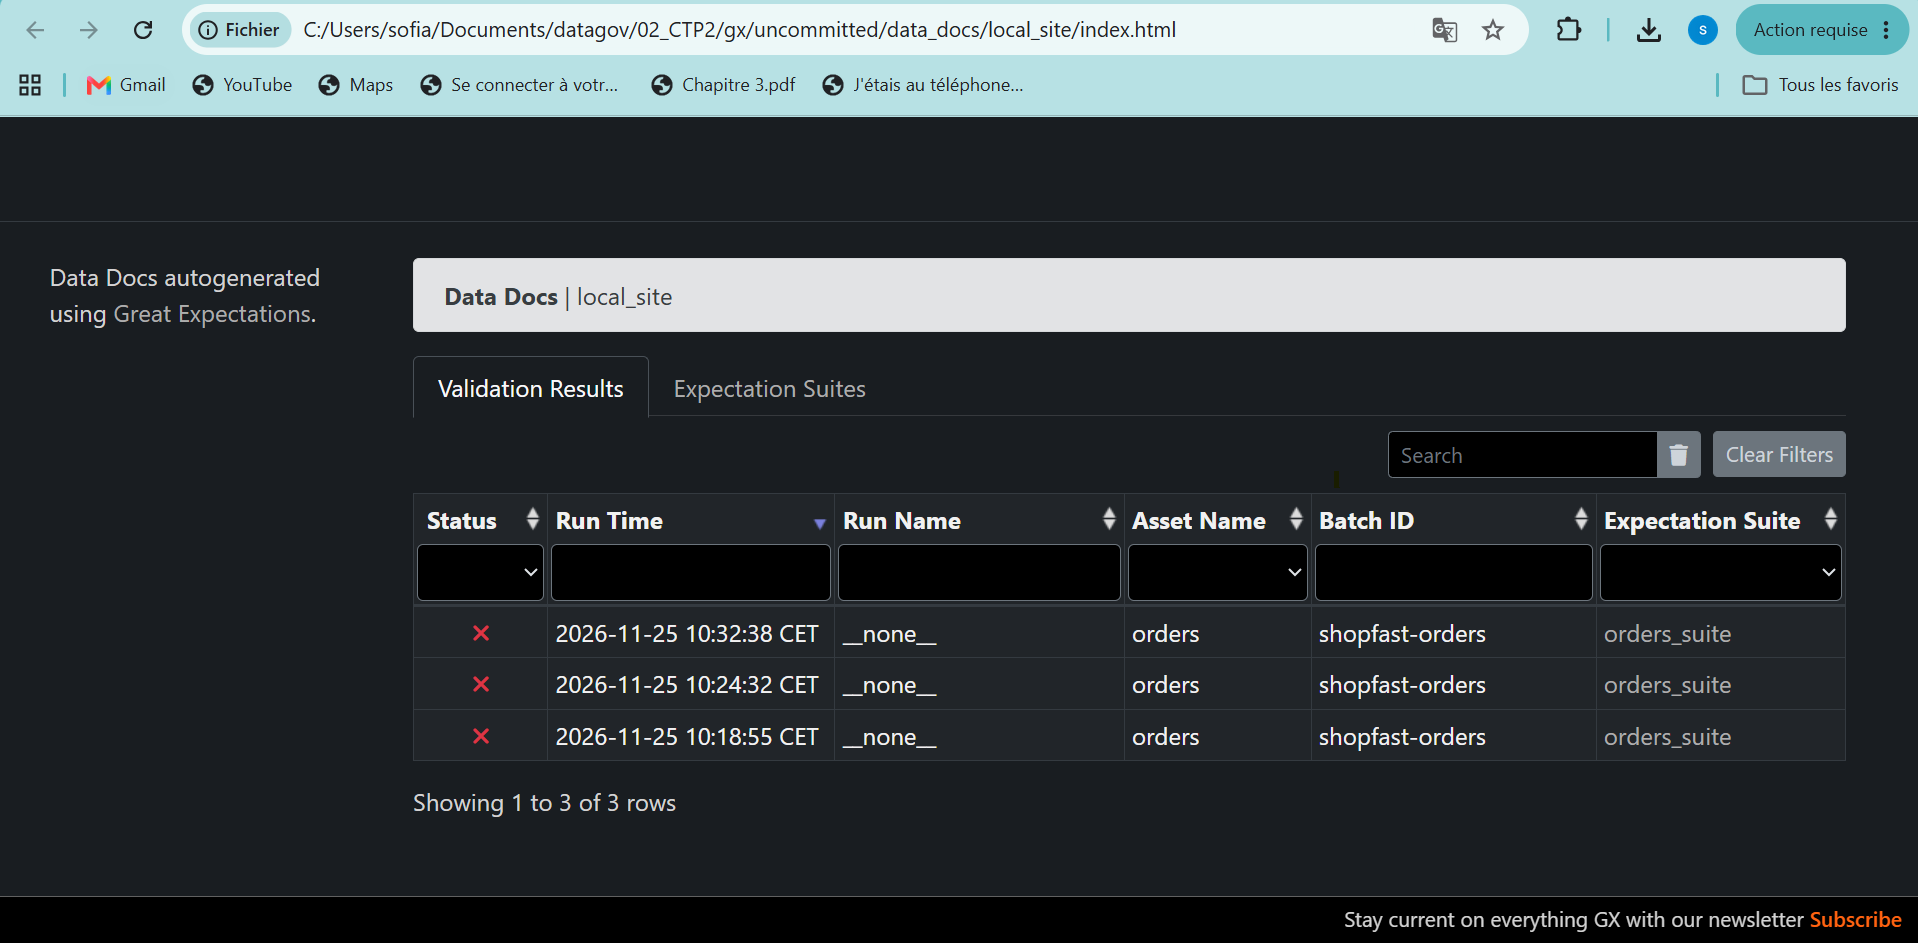 Fichier C:/Users/sofia/Documents/datagov/02_CTP2/gx/uncommitted/data_docs/local_site/index.html S Action requise
Gmail YouTube Maps Se connecter à votr... Chapitre 3.pdf J'étais au téléphone... Tous les favoris
Data Docs autogenerated
using Great Expectations.
Data Docs | local_site
Validation Results Expectation Suites
Search Clear Filters
Status Run Time Run Name Asset Name Batch ID Expectation Suite
2026-11-25 10:32:38 CET __none__ orders shopfast-orders orders_suite
2026-11-25 10:24:32 CET __none__ orders shopfast-orders orders_suite
2026-11-25 10:18:55 CET __none__ orders shopfast-orders orders_suite
Showing 1 to 3 of 3 rows
Stay current on everything GX with our newsletter Subscribe